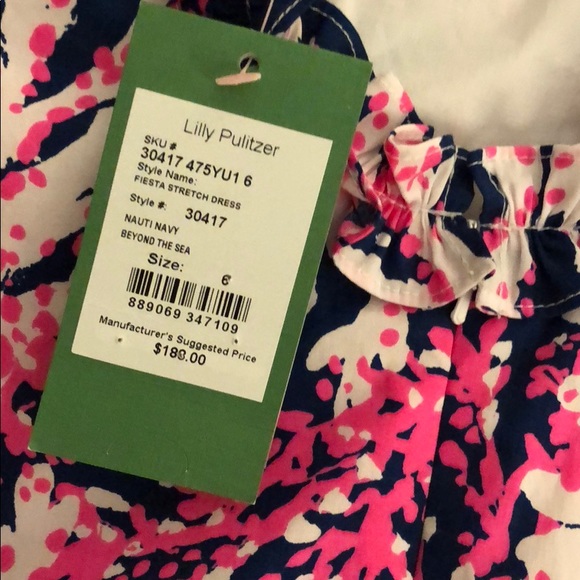 Lilly Pulitzer
SKU #
30417 475YU1 6
Style Name:
FIESTA STRETCH DRESS
Style #: 30417
NAUTI NAVY
BEYOND THE SEA
Size: 6
889069 347109
Manufacturer's Suggested Price
$188.00